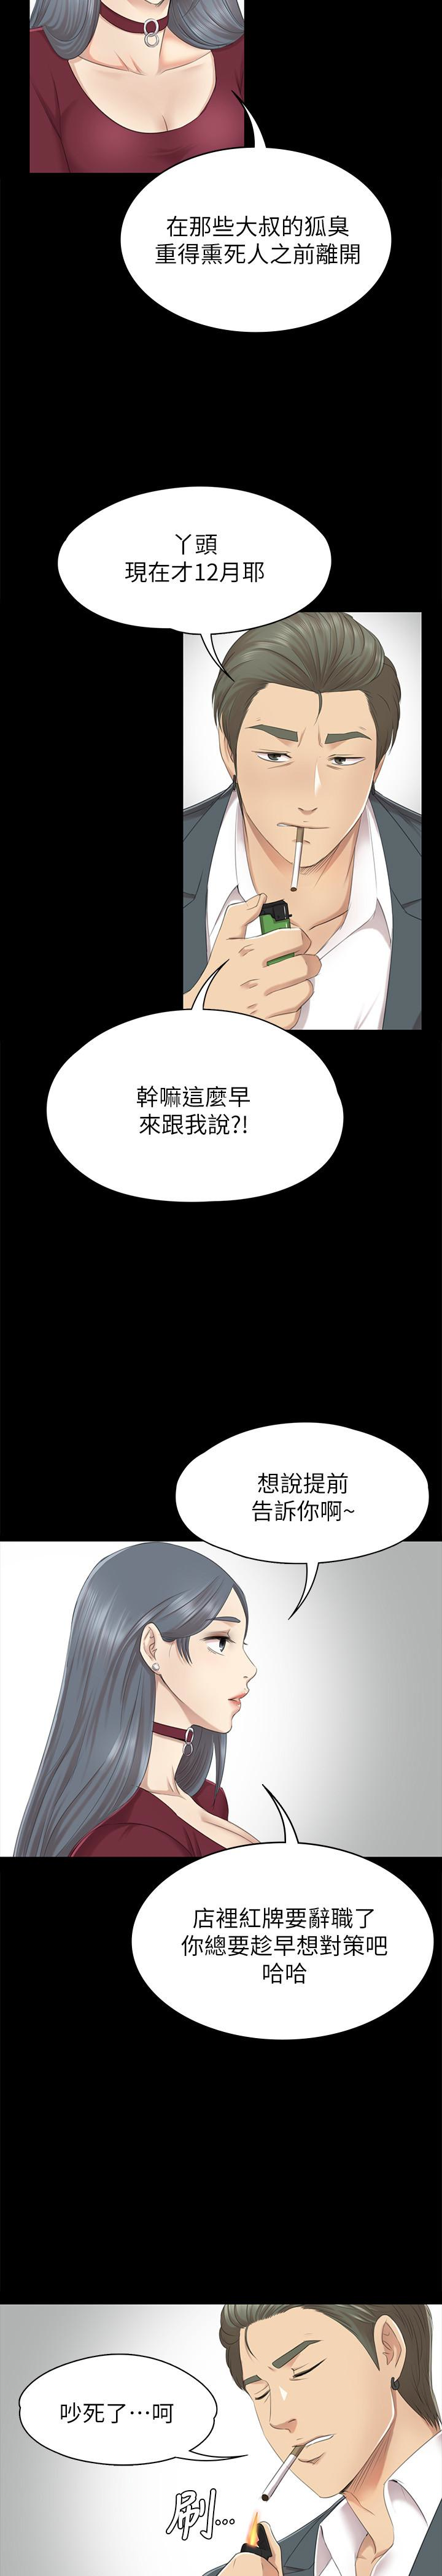 在那些大叔的狐臭
重得熏死人之前離開
丫頭
現在才12月耶
幹嘛這麼早
來跟我說?!
想說提前
告訴你啊~
店裡紅牌要辭職了
你總要趁早想對策吧
哈哈
吵死了…呵
刷...